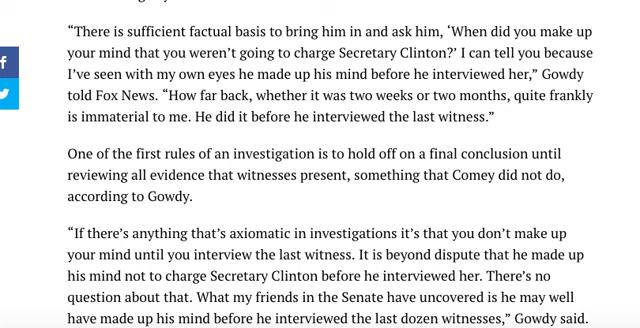 “There is sufficient factual basis to bring him in and ask him, ‘When did you make up
your mind that you weren’t going to charge Secretary Clinton?’ I can tell you because
I’ve seen with my own eyes he made up his mind before he interviewed her,” Gowdy
told Fox News. “How far back, whether it was two weeks or two months, quite frankly
is immaterial to me. He did it before he interviewed the last witness.”
One of the first rules of an investigation is to hold off on a final conclusion until
reviewing all evidence that witnesses present, something that Comey did not do,
according to Gowdy.
“If there’s anything that’s axiomatic in investigations it’s that you don’t make up
your mind until you interview the last witness. It is beyond dispute that he made up
his mind not to charge Secretary Clinton before he interviewed her. There’s no
question about that. What my friends in the Senate have uncovered is he may well
have made up his mind before he interviewed the last dozen witnesses,” Gowdy said.